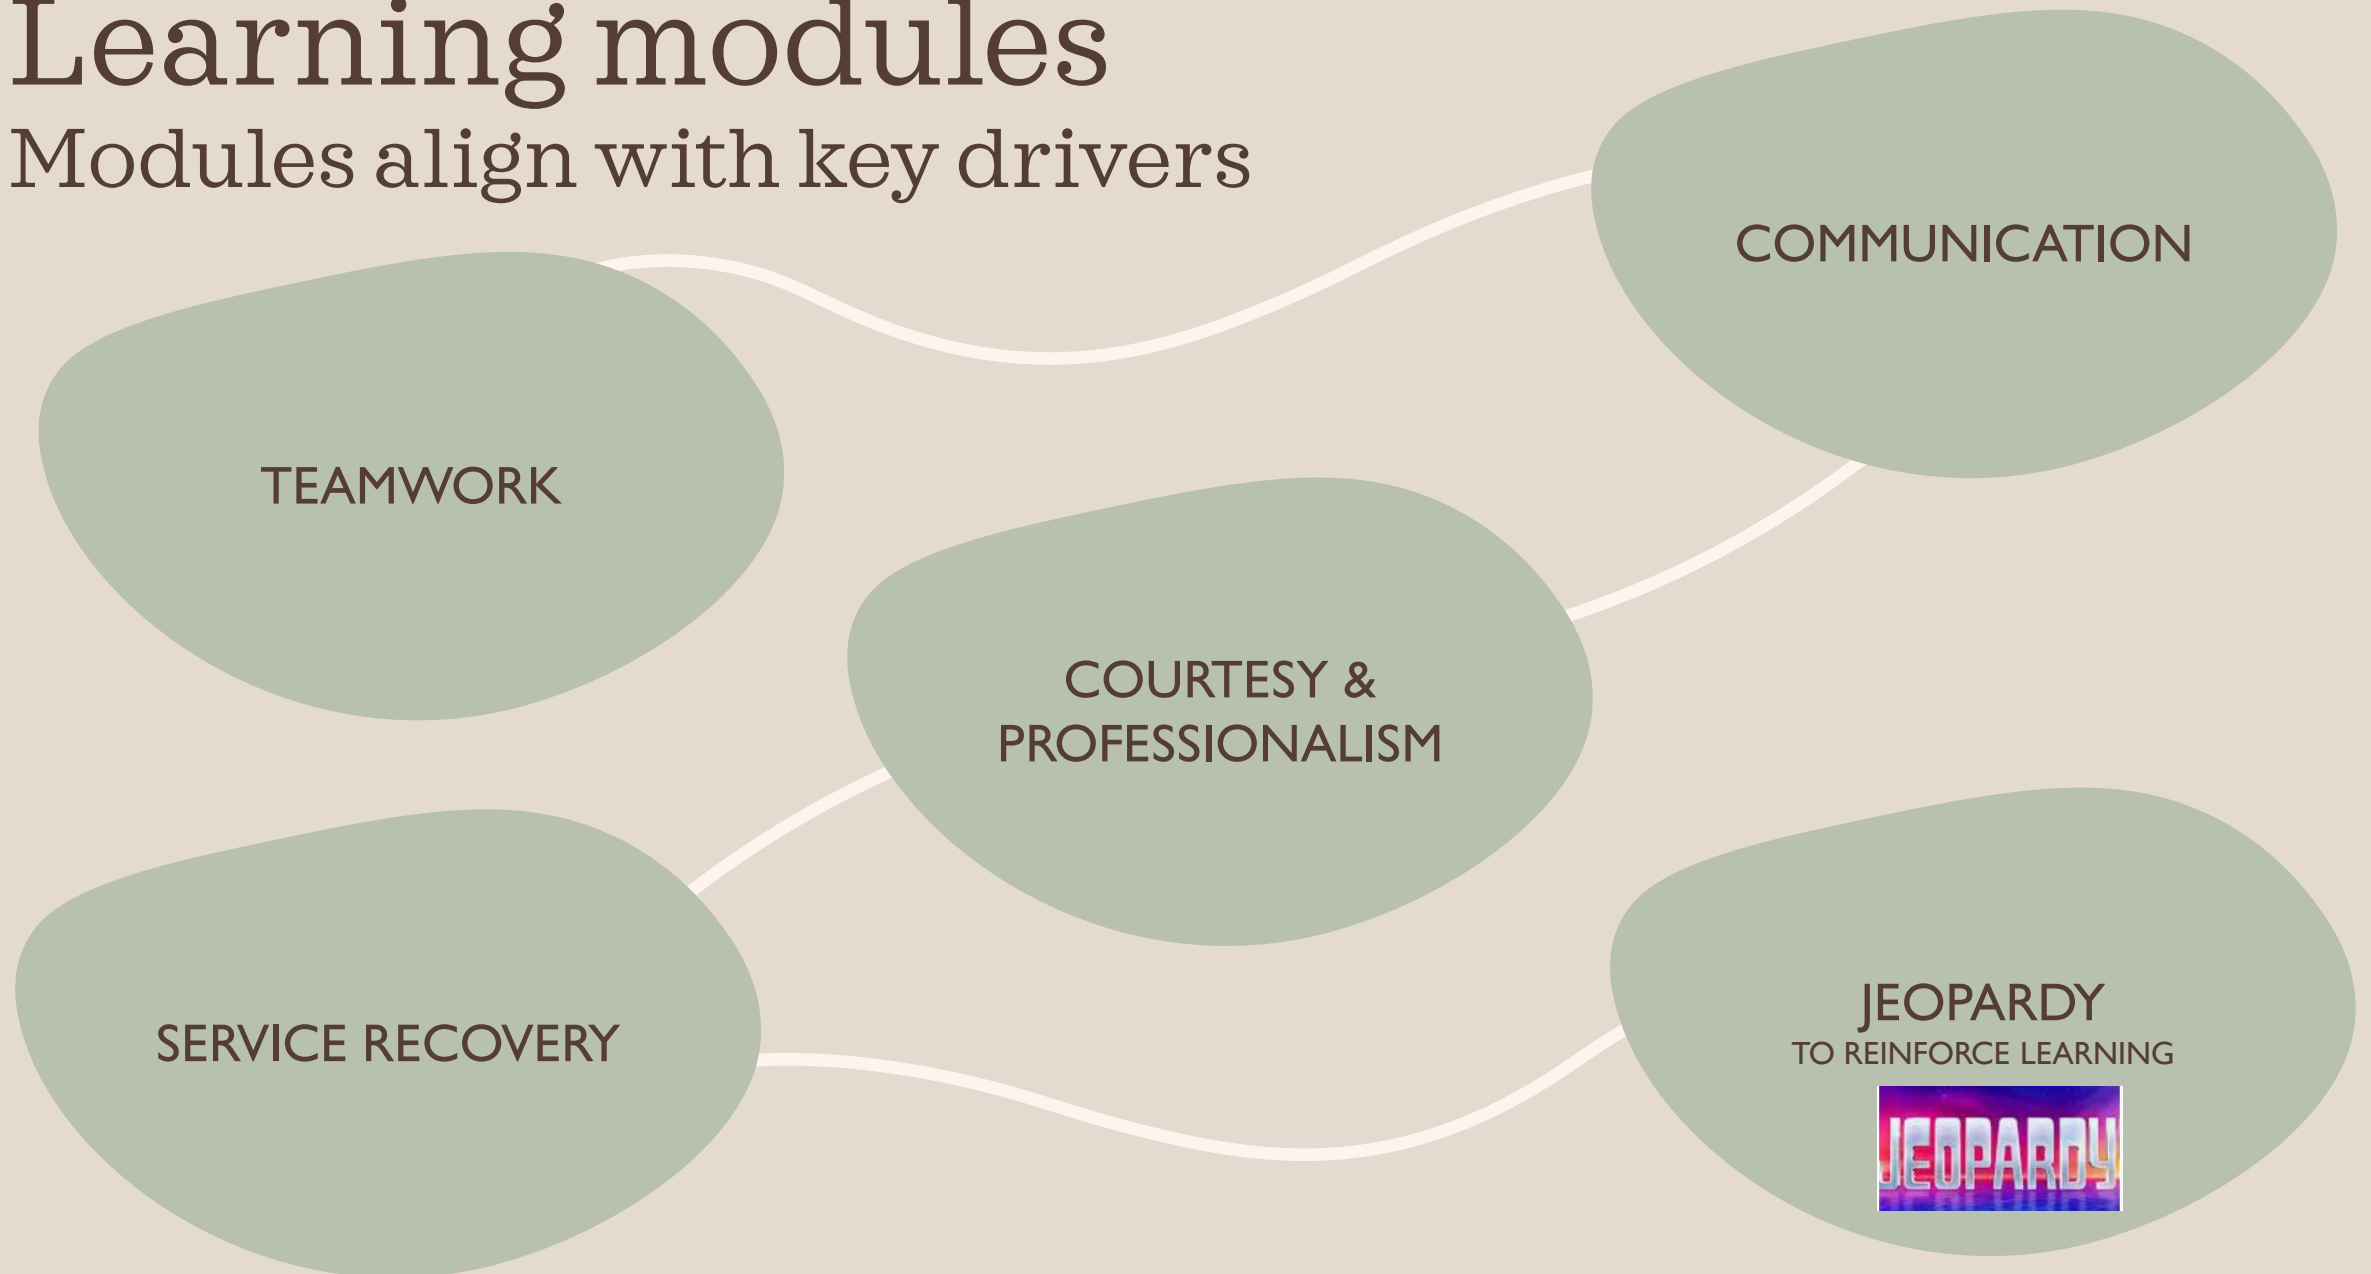 Learning modules
Modules align with key drivers
TEAMWORK
COMMUNICATION
COURTESY &
PROFESSIONALISM
SERVICE RECOVERY
JEOPARDY
TO REINFORCE LEARNING
JEOPARDY